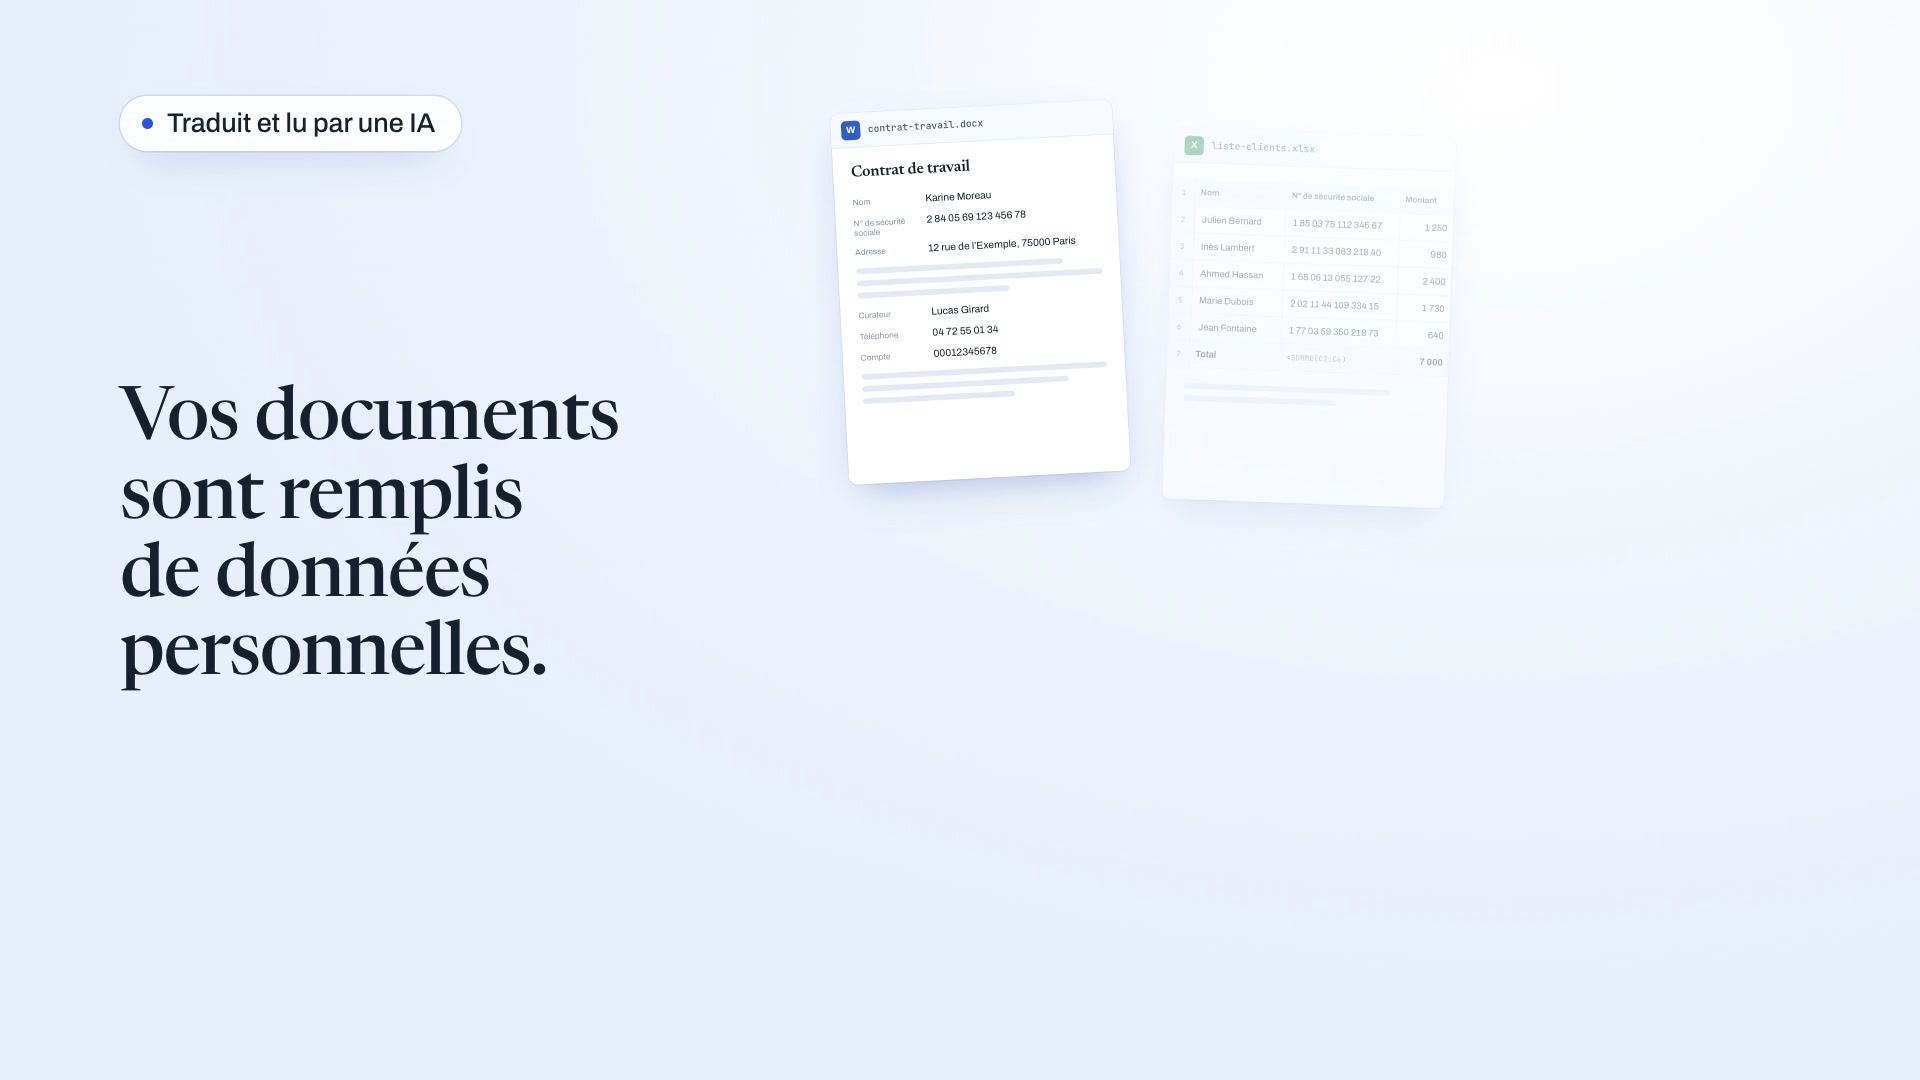 Traduit et lu par une IA
Vos documents
sont remplis
de données
personnelles.
W contrat-travail.docx
Contrat de travail
Nom Karine Moreau
N° de sécurité sociale 2 84 05 69 123 456 78
Adresse 12 rue de l'Exemple, 75000 Paris
Curateur Lucas Girard
Téléphone 04 72 55 01 34
Compte 00012345678
X liste-clients.xlsx
1 Nom N° de sécurité sociale Montant
2 Julien Bernard 1 85 03 75 112 345 67 1 250
3 Inès Lambert 2 91 11 33 063 218 40 980
4 Ahmed Hassan 1 68 06 13 055 127 22 2 400
5 Marie Dubois 2 02 11 44 109 334 15 1 730
6 Jean Fontaine 1 77 03 59 350 218 73 640
7 Total =SOMME(C2:C6) 7 000